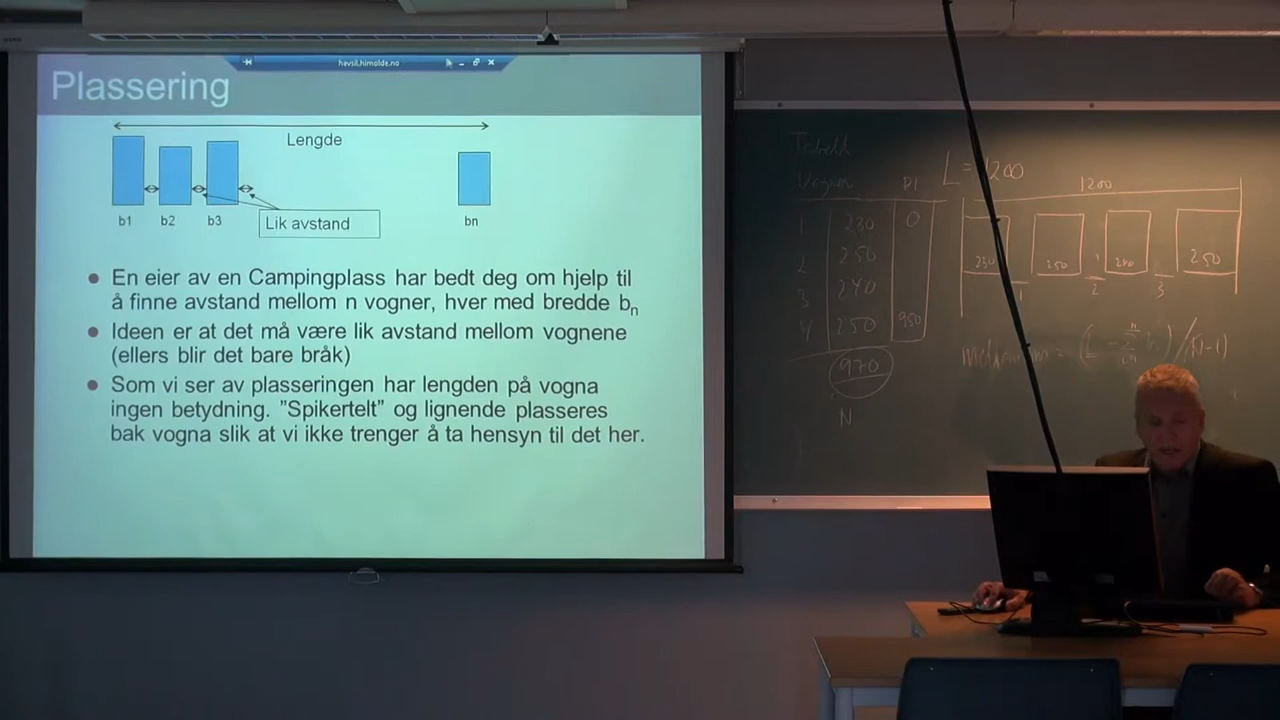 hevsil.himolde.no
Plassering
Lengde
b1 b2 b3 bn
Lik avstand
En eier av en Campingplass har bedt deg om hjelp til
å finne avstand mellom n vogner, hver med bredde bn
Ideen er at det må være lik avstand mellom vognene
(ellers blir det bare bråk)
Som vi ser av plasseringen har lengden på vogna
ingen betydning. ”Spikertelt” og lignende plasseres
bak vogna slik at vi ikke trenger å ta hensyn til det her.
Tabell
Vogner Pl
L = 1200
1200
1 230 0
2 250
3 240
4 250 950
970
N
230 250 240 250
1 2 3